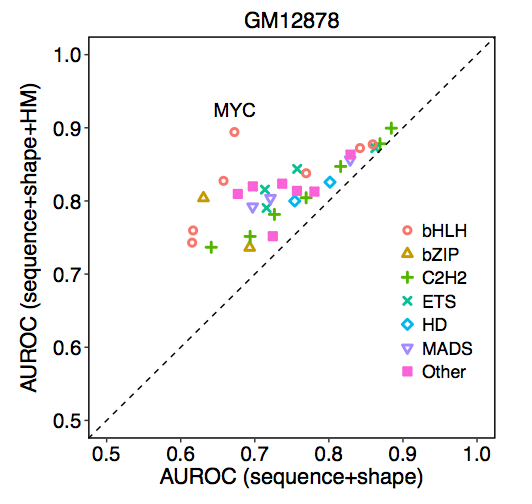 GM12878
AUROC (sequence+shape+HM)
1.0
0.9
0.8
0.7
0.6
0.5
MYC
bHLH
bZIP
C2H2
ETS
HD
MADS
Other
0.5 0.6 0.7 0.8 0.9 1.0
AUROC (sequence+shape)